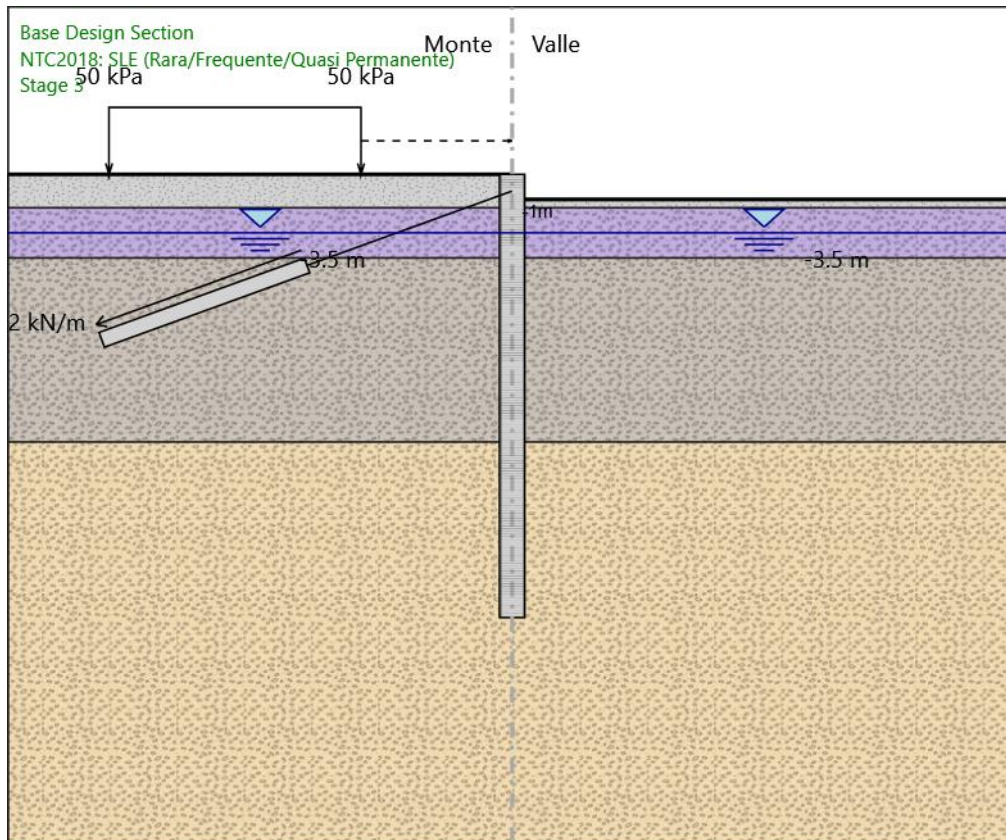 Base Design Section
Monte Valle
NTC2018: SLE (Rara/Frequente/Quasi Permanente)
50 kPa 50 kPa
Stage 3
-1m
-3.5 m -3.5 m
2 kN/m